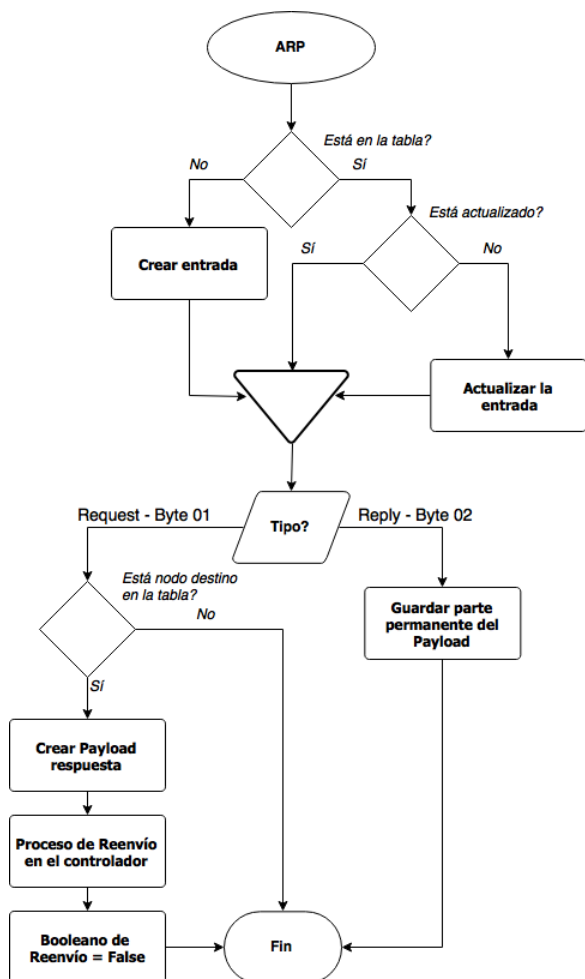 ARP
Está en la tabla?
No
Sí
Está actualizado?
Crear entrada
Sí
No
Actualizar la
entrada
Request - Byte 01
Tipo?
Reply - Byte 02
Está nodo destino
en la tabla?
No
Guardar parte
permanente del
Payload
Sí
Crear Payload
respuesta
Proceso de Reenvío
en el controlador
Booleano de
Reenvío = False
Fin